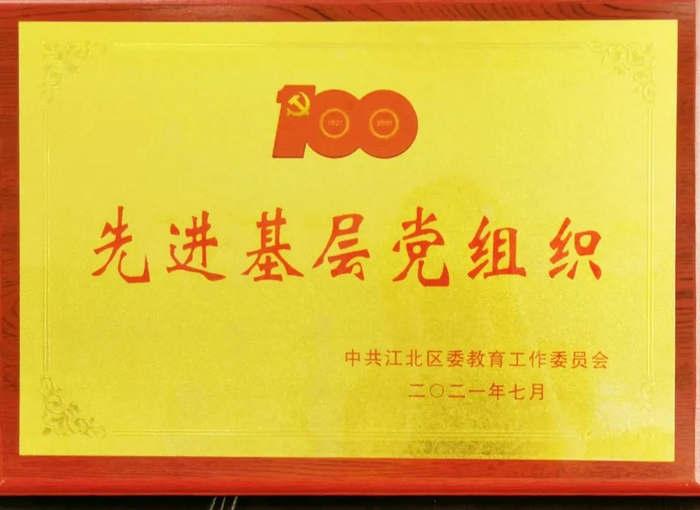 100
1921 2021
先进基层党组织
中共江北区委教育工作委员会
二〇二一年七月